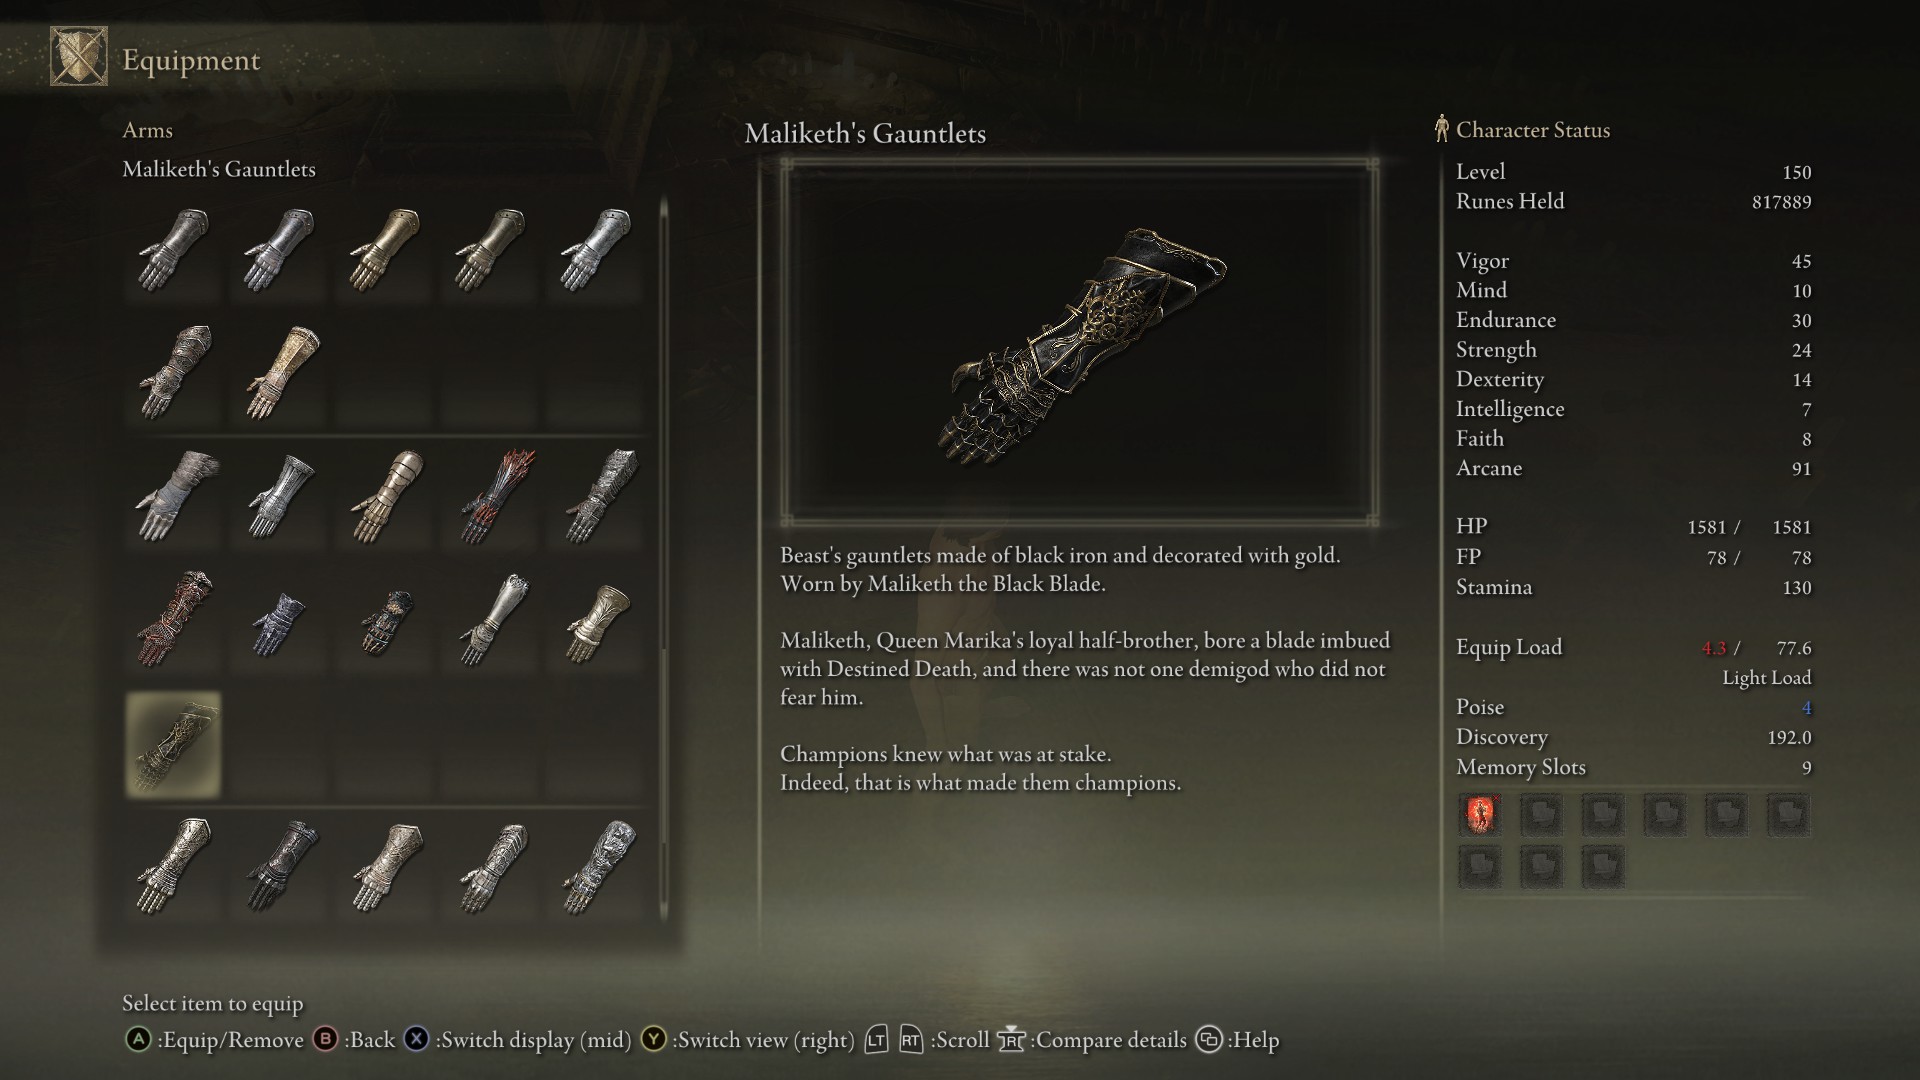 Equipment
Arms
Maliketh's Gauntlets
Maliketh's Gauntlets
Beast's gauntlets made of black iron and decorated with gold.
Worn by Maliketh the Black Blade.
Maliketh, Queen Marika's loyal half-brother, bore a blade imbued
with Destined Death, and there was not one demigod who did not
fear him.
Champions knew what was at stake.
Indeed, that is what made them champions.
Character Status
Level 150
Runes Held 817889
Vigor 45
Mind 10
Endurance 30
Strength 24
Dexterity 14
Intelligence 7
Faith 8
Arcane 91
HP 1581 / 1581
FP 78 / 78
Stamina 130
Equip Load 4.3 / 77.6
Light Load
Poise 4
Discovery 192.0
Memory Slots 9
Select item to equip
A :Equip/Remove B :Back X :Switch display (mid) Y :Switch view (right) LT RT :Scroll R :Compare details :Help